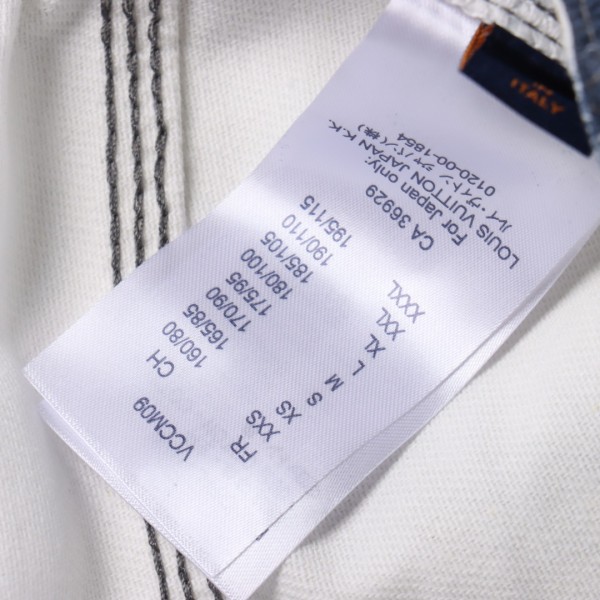 VCCM09
FR CH
XXS 160/80
XS 165/85
S 170/90
M 175/95
L 180/100
XL 185/105
XXL 190/110
XXXL 195/115
CA 36929
For Japan only:
LOUIS VUITTON JAPAN K.K.
ルイ・ヴィトン ジャパン(株)
0120-00-1854
ITALY